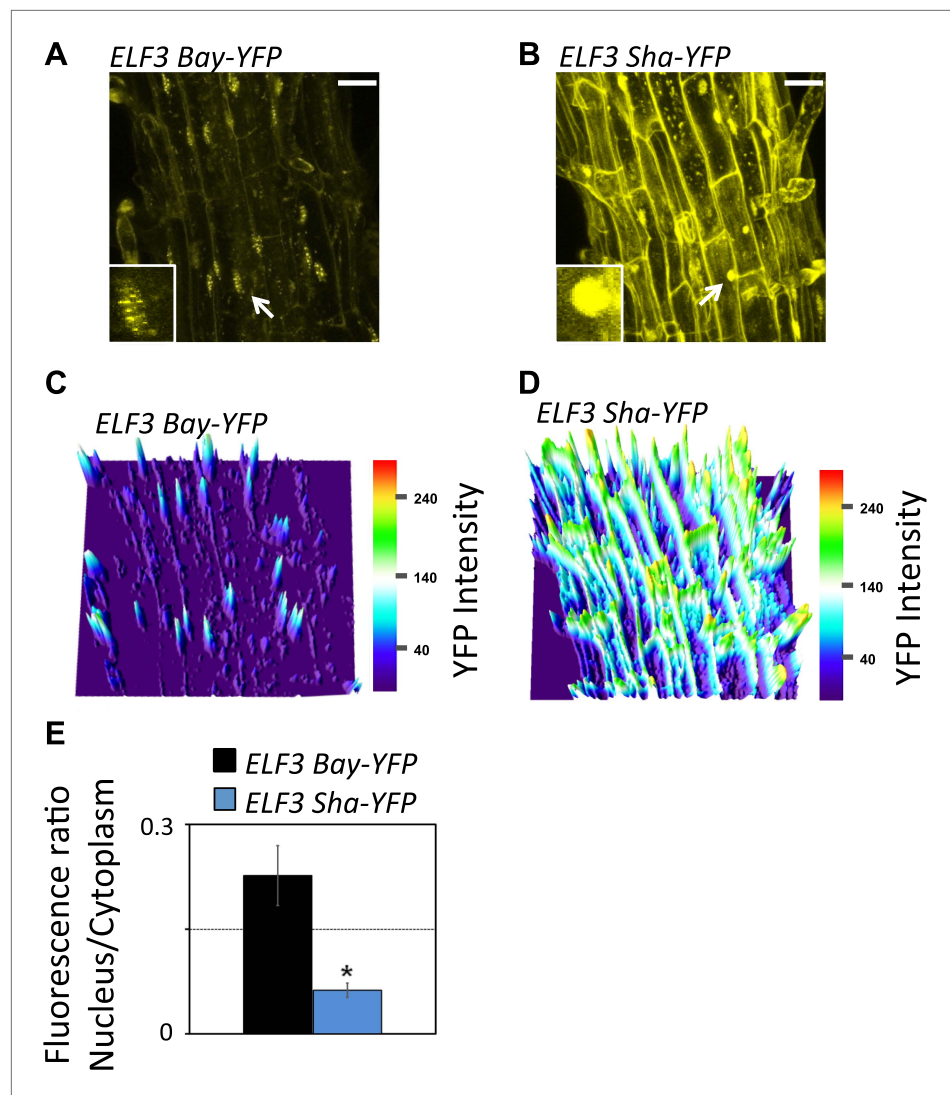 A
ELF3 Bay-YFP
B
ELF3 Sha-YFP
C
ELF3 Bay-YFP
240
140
40
YFP Intensity
D
ELF3 Sha-YFP
240
140
40
YFP Intensity
E
ELF3 Bay-YFP
ELF3 Sha-YFP
Fluorescence ratio
Nucleus/Cytoplasm
0.3
*
0